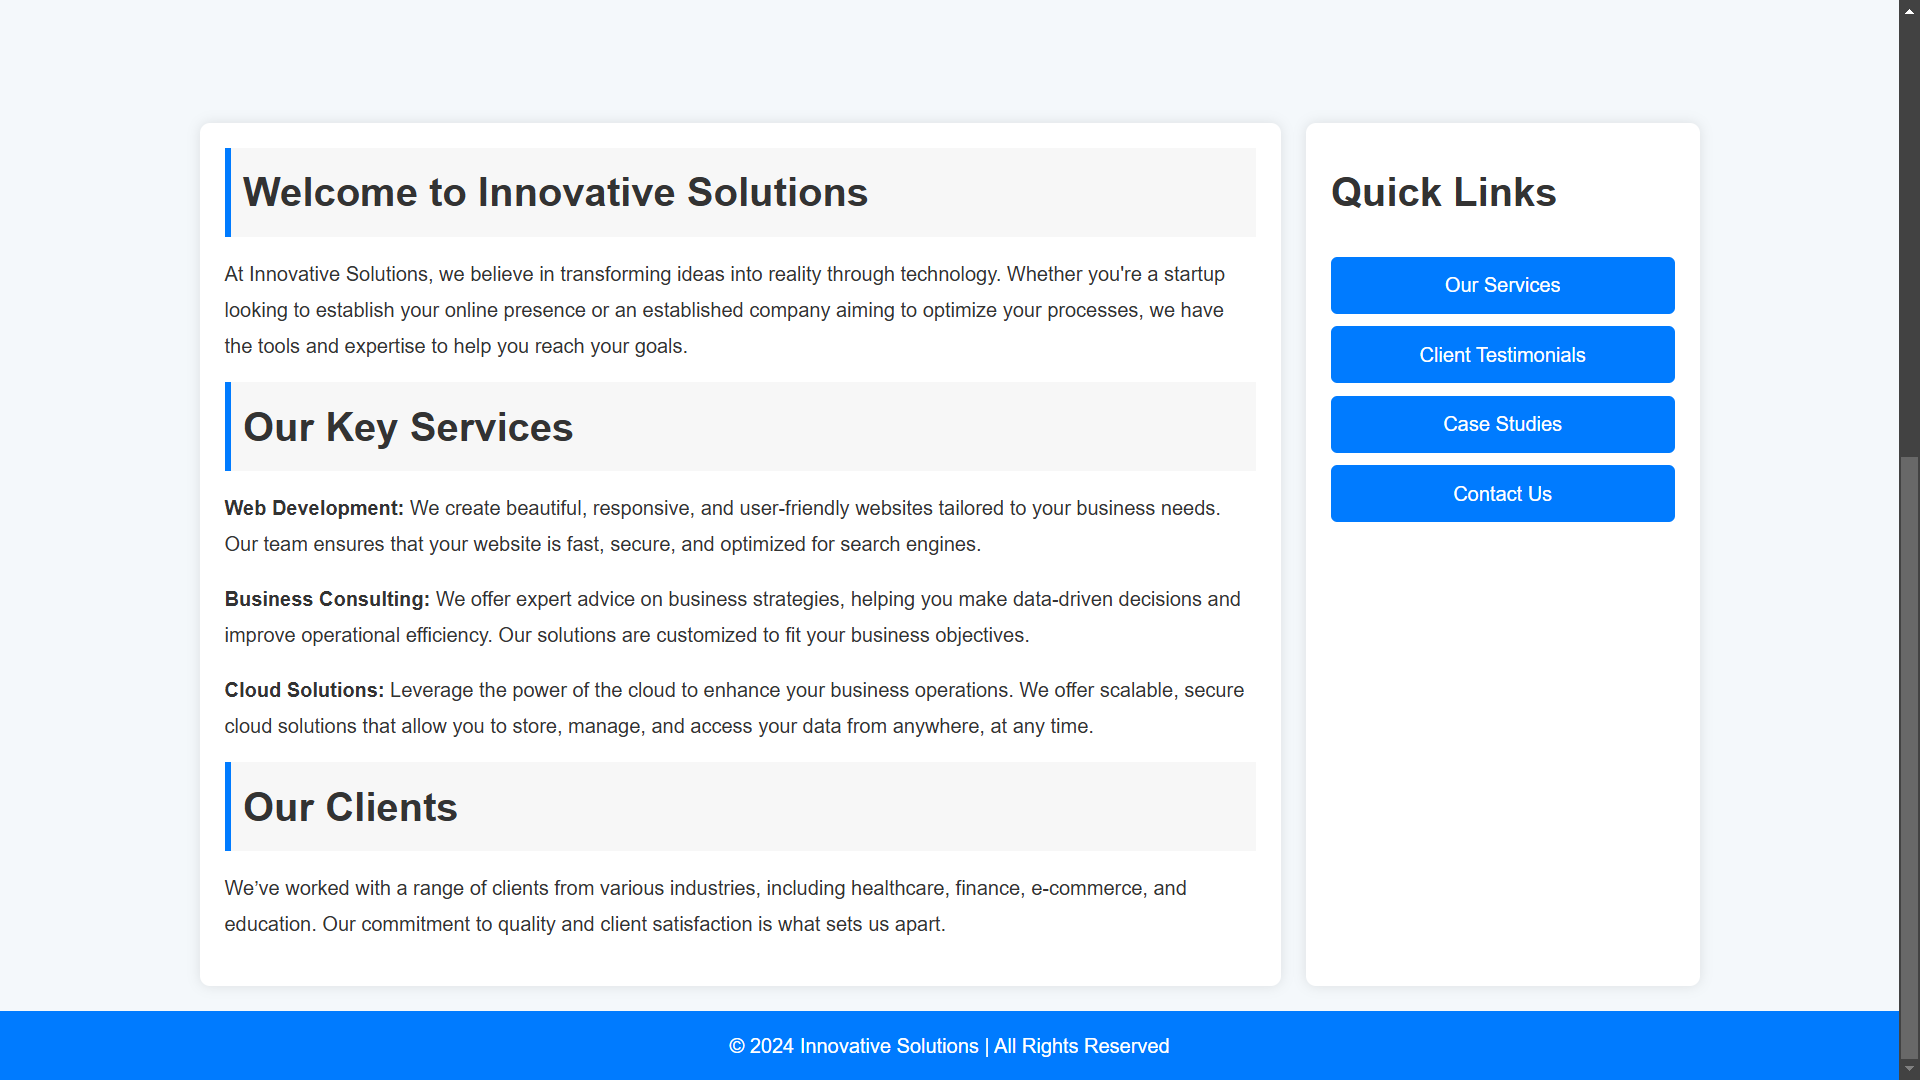 Welcome to Innovative Solutions
At Innovative Solutions, we believe in transforming ideas into reality through technology. Whether you're a startup
looking to establish your online presence or an established company aiming to optimize your processes, we have
the tools and expertise to help you reach your goals.
Our Key Services
Web Development: We create beautiful, responsive, and user-friendly websites tailored to your business needs.
Our team ensures that your website is fast, secure, and optimized for search engines.
Business Consulting: We offer expert advice on business strategies, helping you make data-driven decisions and
improve operational efficiency. Our solutions are customized to fit your business objectives.
Cloud Solutions: Leverage the power of the cloud to enhance your business operations. We offer scalable, secure
cloud solutions that allow you to store, manage, and access your data from anywhere, at any time.
Our Clients
We’ve worked with a range of clients from various industries, including healthcare, finance, e-commerce, and
education. Our commitment to quality and client satisfaction is what sets us apart.
Quick Links
Our Services
Client Testimonials
Case Studies
Contact Us
© 2024 Innovative Solutions | All Rights Reserved